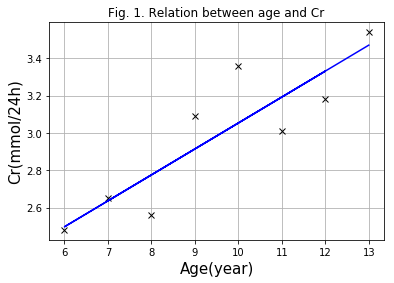 Fig. 1. Relation between age and Cr
3.4
3.2
3.0
2.8
2.6
Cr(mmol/24h)
6 7 8 9 10 11 12 13
Age(year)